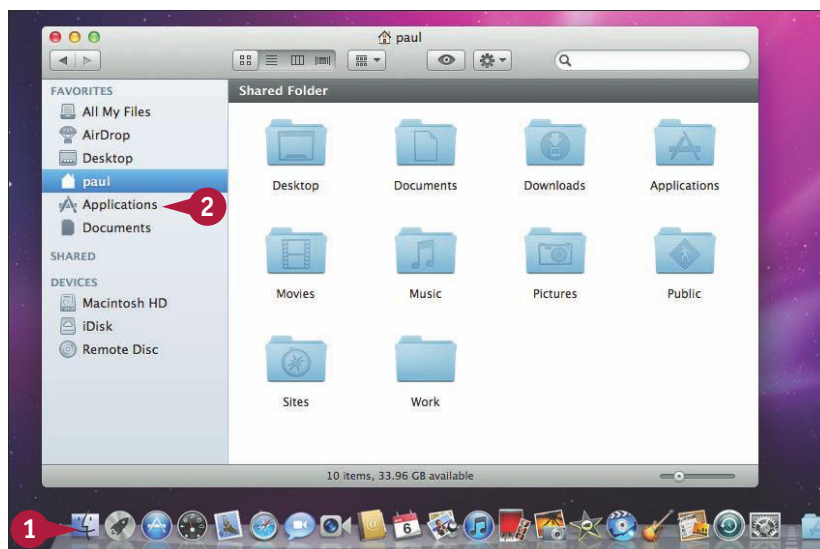 paul
FAVORITES
All My Files
AirDrop
Desktop
paul
Applications
Documents
SHARED
DEVICES
Macintosh HD
iDisk
Remote Disc
Shared Folder
Desktop
Documents
Downloads
Applications
Movies
Music
Pictures
Public
Sites
Work
10 items, 33.96 GB available
2
1
6